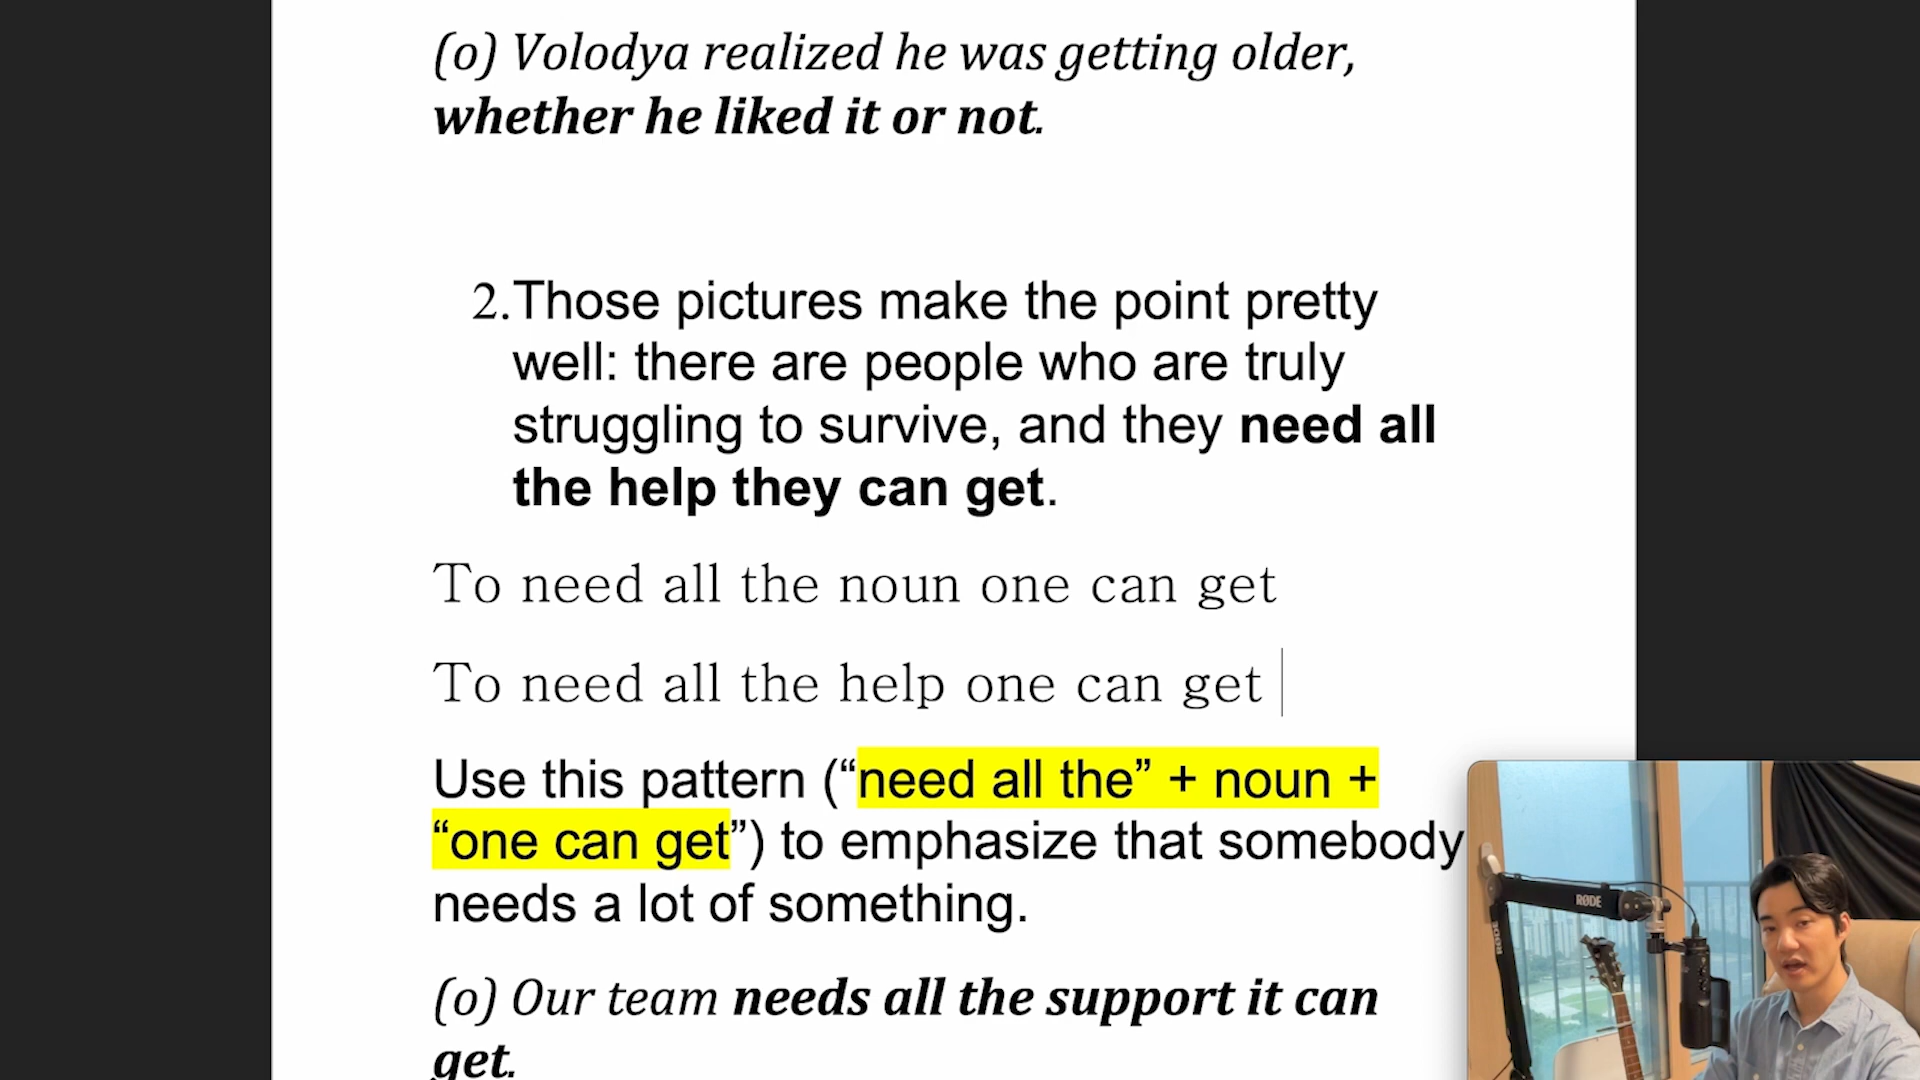 (o) Volodya realized he was getting older,
whether he liked it or not.
2.Those pictures make the point pretty
well: there are people who are truly
struggling to survive, and they need all
the help they can get.
To need all the noun one can get
To need all the help one can get
Use this pattern (“need all the” + noun +
“one can get”) to emphasize that somebody
needs a lot of something.
(o) Our team needs all the support it can
get.
RØDE
RØDE